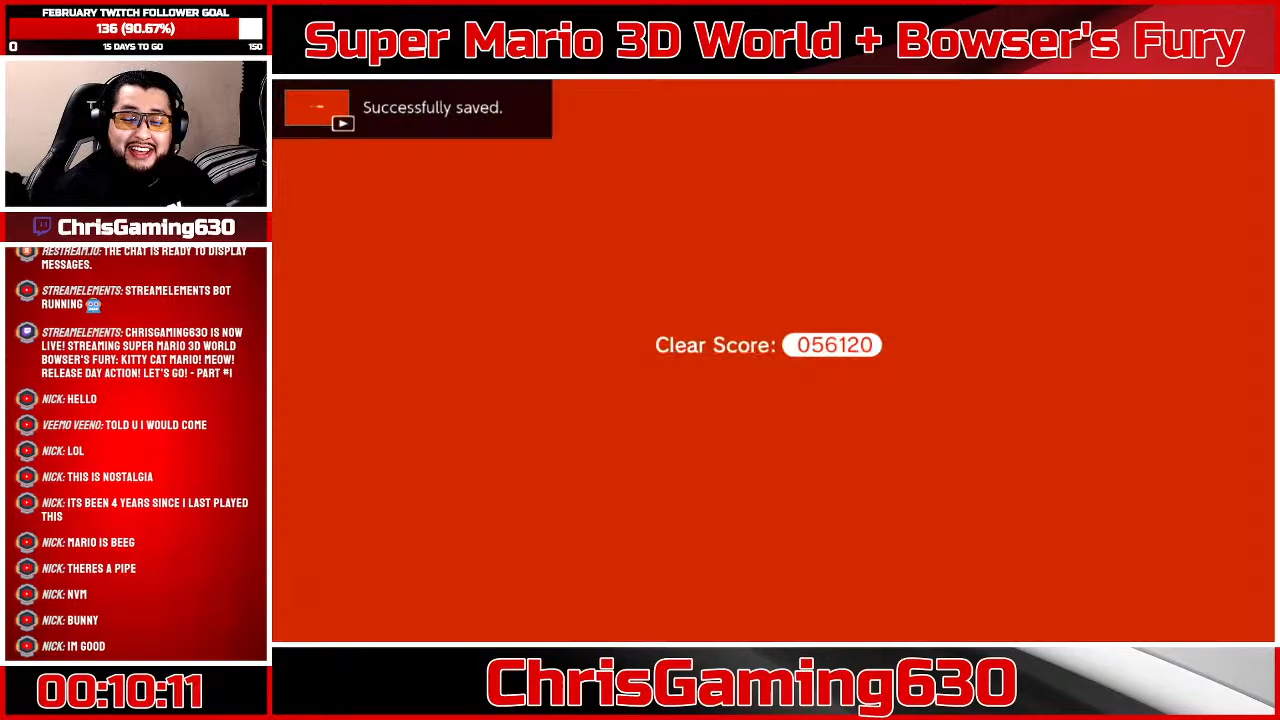 FEBRUARY TWITCH FOLLOWER GOAL
136 (90.67%)
0 15 DAYS TO GO 150
Super Mario 3D World + Bowser's Fury
Successfully saved.
ChrisGaming630
RESTREAM.IO: THE CHAT IS READY TO DISPLAY
MESSAGES.
STREAMELEMENTS: STREAMELEMENTS BOT
RUNNING
STREAMELEMENTS: CHRISGAMING630 IS NOW
LIVE! STREAMING SUPER MARIO 3D WORLD
BOWSER'S FURY: KITTY CAT MARIO! MEOW!
RELEASE DAY ACTION! LET'S GO! - PART #1
NICK: HELLO
VEEMO VEENO: TOLD U I WOULD COME
NICK: LOL
NICK: THIS IS NOSTALGIA
NICK: ITS BEEN 4 YEARS SINCE I LAST PLAYED
THIS
NICK: MARIO IS BEEG
NICK: THERES A PIPE
NICK: NVM
NICK: BUNNY
NICK: IM GOOD
Clear Score: 056120
00:10:11
ChrisGaming630